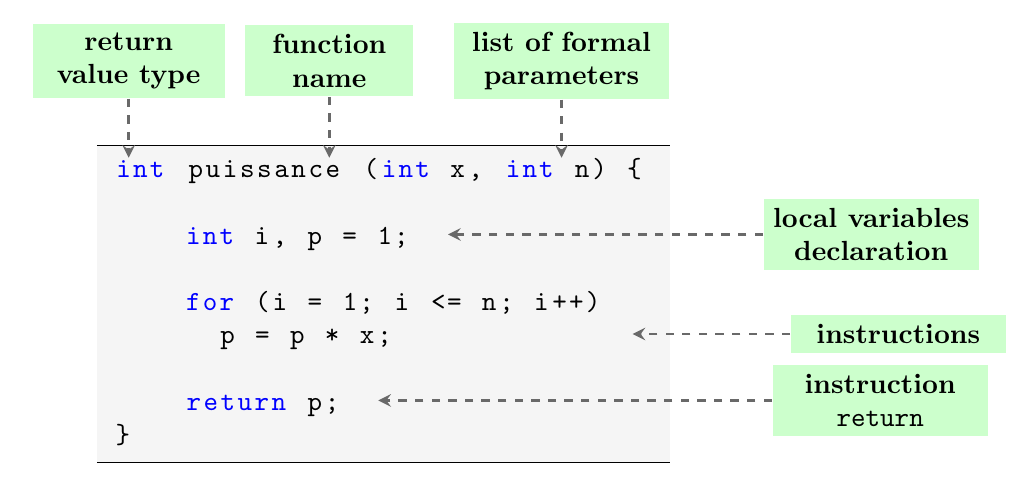 return
value type
function
name
list of formal
parameters
int puissance (int x, int n) {
int i, p = 1;
local variables
declaration
for (i = 1; i <= n; i++)
p = p * x;
instructions
return p;
instruction
return
}